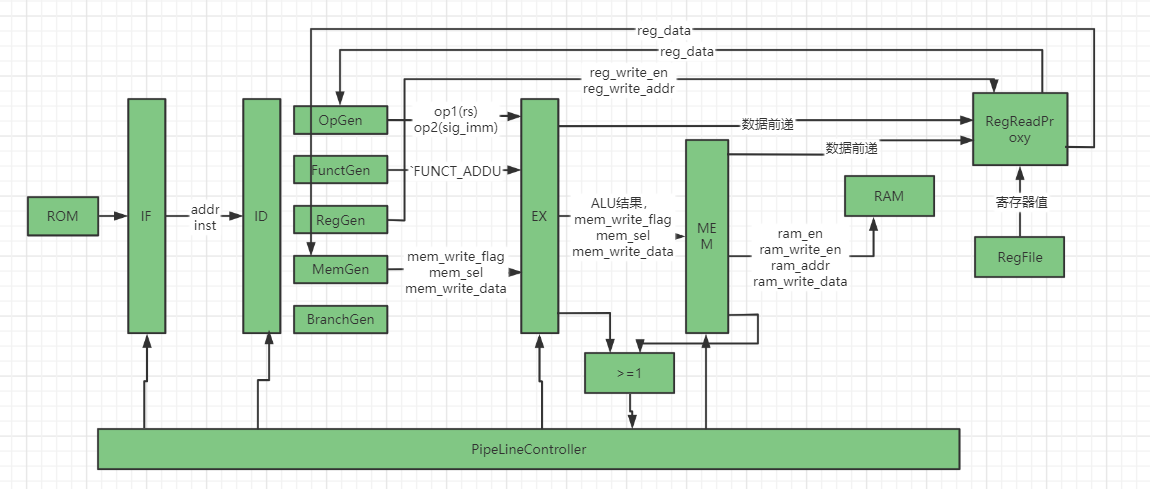 reg_data
reg_data
reg_write_en
reg_write_addr
OpGen
op1(rs)
op2(sig_imm)
数据前递
RegReadPr
oxy
数据前递
FunctGen
`FUNCT_ADDU
ROM
IF
addr
inst
ID
RegGen
EX
ALU结果，
mem_write_flag
mem_sel
mem_write_data
ME
M
RAM
寄存器值
ram_en
ram_write_en
ram_addr
ram_write_data
RegFile
MemGen
mem_write_flag
mem_sel
mem_write_data
BranchGen
>=1
PipeLineController